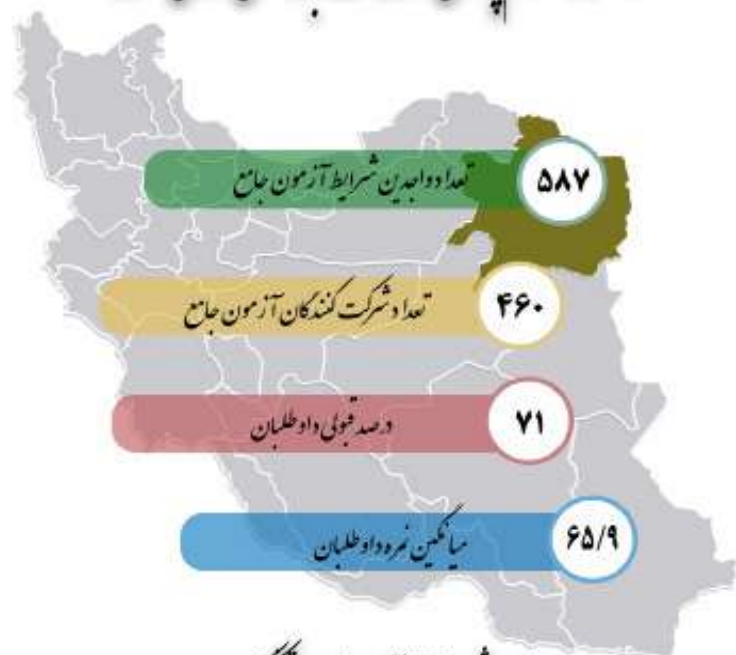 ۵۸۷ تعداد واجدین شرایط آزمون جامع
۴۶۰ تعداد شرکت کنندگان آزمون جامع
۷۱ درصد قبولی داوطلبان
۶۵/۹ میانگین نمره داوطلبان